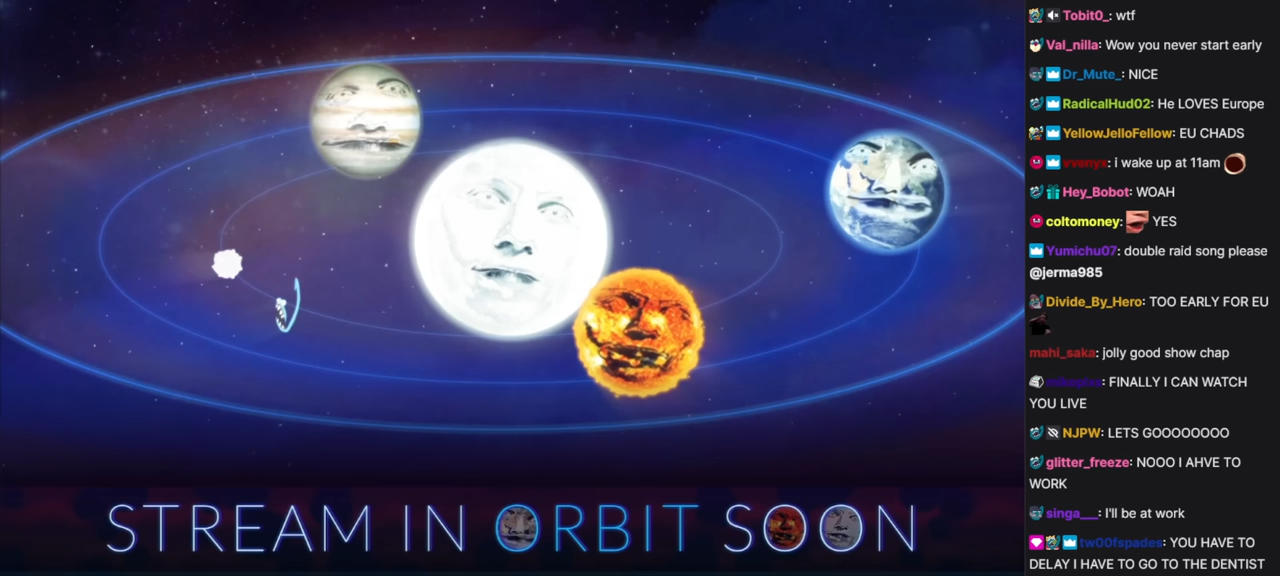 Tobit0_: wtf
Val_nilla: Wow you never start early
Dr_Mute_: NICE
RadicalHud02: He LOVES Europe
YellowJelloFellow: EU CHADS
: i wake up at 11am
Hey_Bobot: WOAH
coltomoney: YES
Yumichu07: double raid song please
@jerma985
Divide_By_Hero: TOO EARLY FOR EU
mahi_saka: jolly good show chap
: FINALLY I CAN WATCH
YOU LIVE
NJPW: LETS GOOOOOOOO
glitter_freeze: NOOO I AHVE TO
WORK
singa___: I'll be at work
tw00fspades: YOU HAVE TO
DELAY I HAVE TO GO TO THE DENTIST
STREAM IN ORBIT SOON